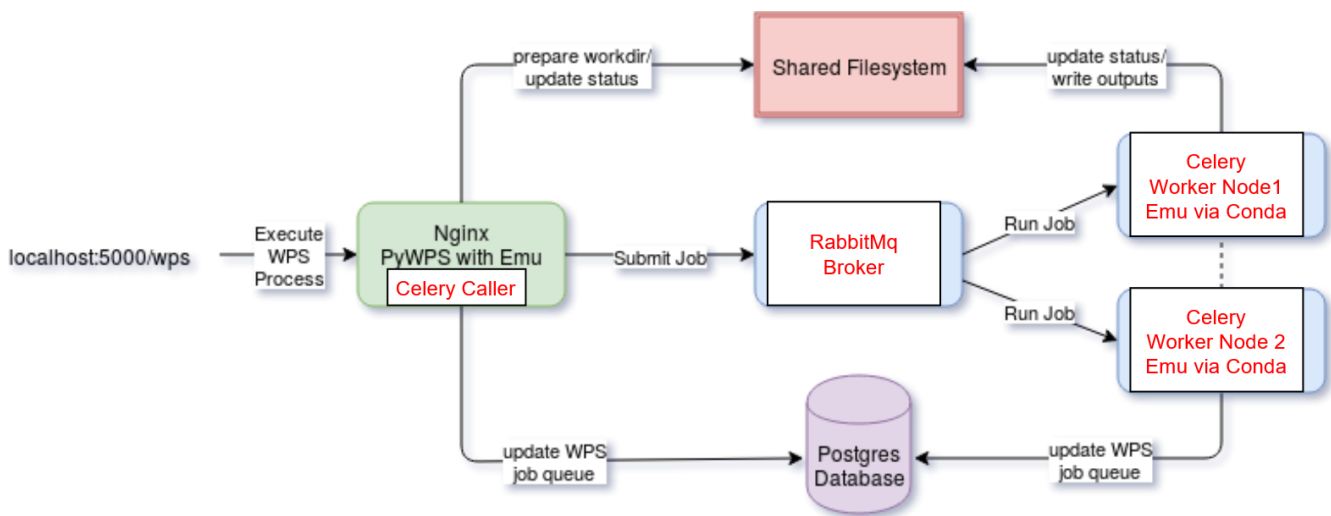 prepare workdir/
update status
Shared Filesystem
update status/
write outputs
Celery
Worker Node1
Emu via Conda
localhost:5000/wps
Execute
WPS
Process
Nginx
PyWPS with Emu
Celery Caller
Submit Job
RabbitMq
Broker
Run Job
Run Job
Celery
Worker Node 2
Emu via Conda
update WPS
job queue
Postgres
Database
update WPS
job queue